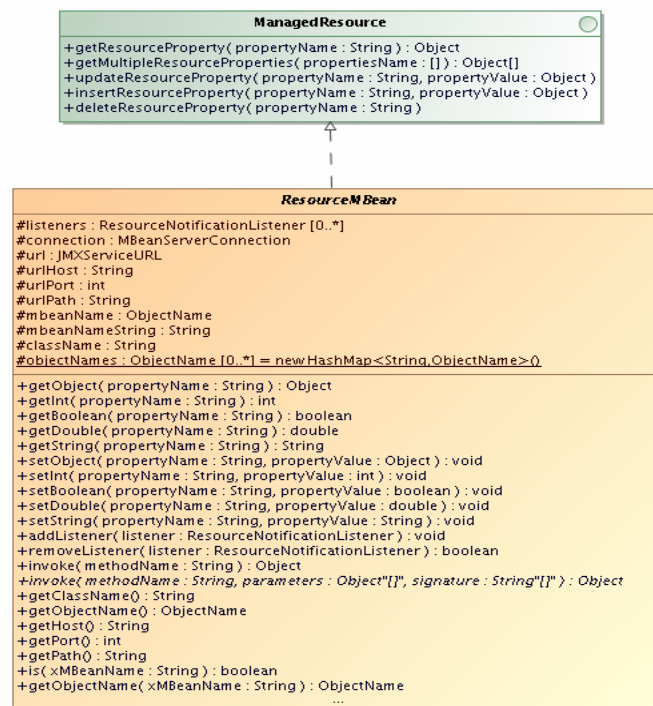 ManagedResource
+getResourceProperty( propertyName : String ) : Object
+getMultipleResourceProperties( propertiesName : [] ) : Object[]
+updateResourceProperty( propertyName : String, propertyValue : Object )
+insertResourceProperty( propertyName : String, propertyValue : Object )
+deleteResourceProperty( propertyName : String )
ResourceMBean
#listeners : ResourceNotificationListener [0..*]
#connection : MBeanServerConnection
#url : JMXServiceURL
#urlHost : String
#urlPort : int
#urlPath : String
#mbeanName : ObjectName
#mbeanNameString : String
#className : String
#objectNames : ObjectName [0..*] = new HashMap<String,ObjectName>()
+getObject( propertyName : String ) : Object
+getInt( propertyName : String ) : int
+getBoolean( propertyName : String ) : boolean
+getDouble( propertyName : String ) : double
+getString( propertyName : String ) : String
+setObject( propertyName : String, propertyValue : Object ) : void
+setInt( propertyName : String, propertyValue : int ) : void
+setBoolean( propertyName : String, propertyValue : boolean ) : void
+setDouble( propertyName : String, propertyValue : double ) : void
+setString( propertyName : String, propertyValue : String ) : void
+addListener( listener : ResourceNotificationListener ) : void
+removeListener( listener : ResourceNotificationListener ) : boolean
+invoke( methodName : String ) : Object
+invoke( methodName : String, parameters : Object"[]", signature : String"[]" ) : Object
+getClassName() : String
+getObjectName() : ObjectName
+getHost() : String
+getPort() : int
+getPath() : String
+is( xMBeanName : String ) : boolean
+getObjectName( xMBeanName : String ) : ObjectName
...